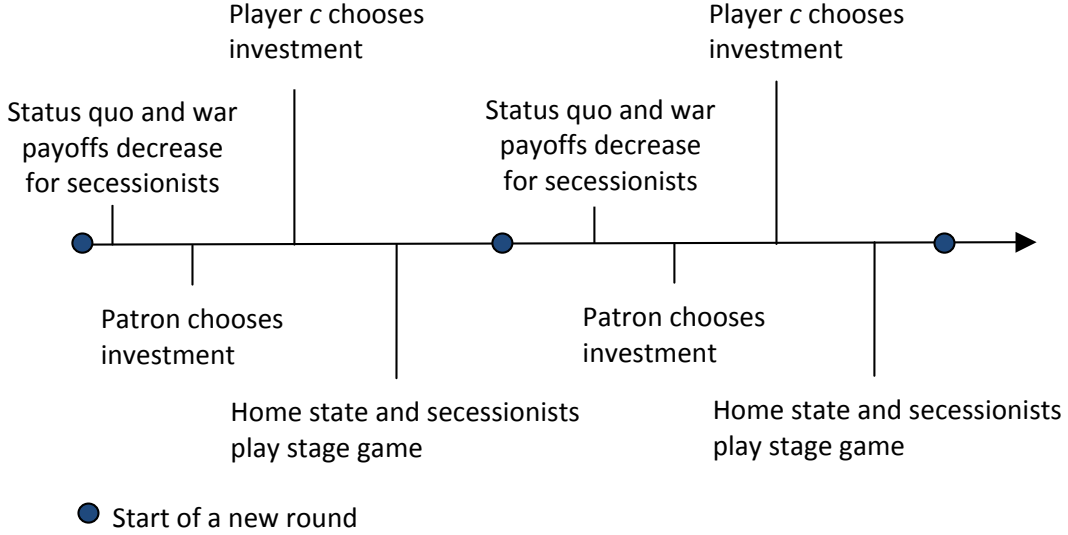 Player c chooses
investment
Status quo and war
payoffs decrease
for secessionists
Patron chooses
investment
Home state and secessionists
play stage game
Player c chooses
investment
Status quo and war
payoffs decrease
for secessionists
Patron chooses
investment
Home state and secessionists
play stage game
Start of a new round